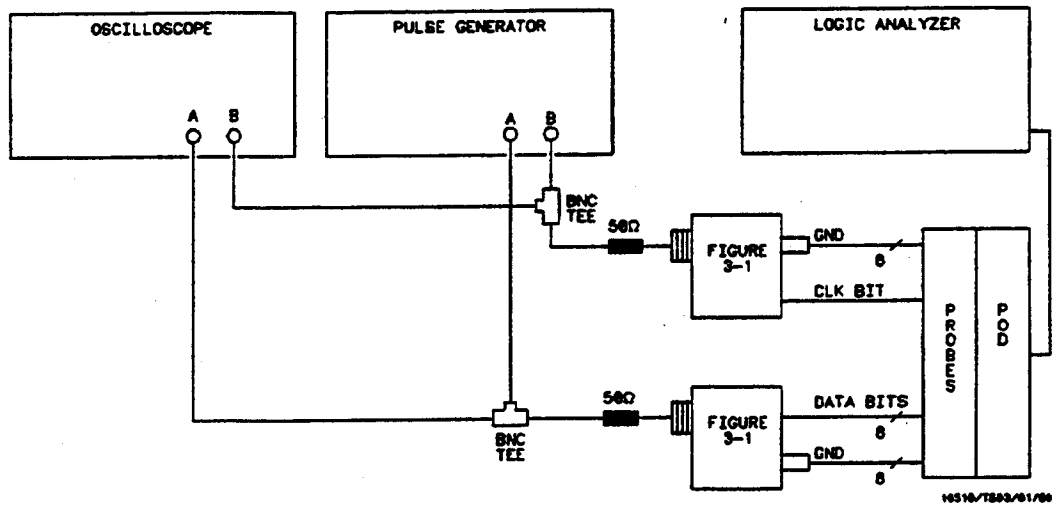 OSCILLOSCOPE
PULSE GENERATOR
LOGIC ANALYZER
A
B
A
B
BNC
TEE
50Ω
FIGURE
3-1
GND
8
CLK BIT
PROBES
POD
BNC
TEE
50Ω
FIGURE
3-1
DATA BITS
8
GND
8